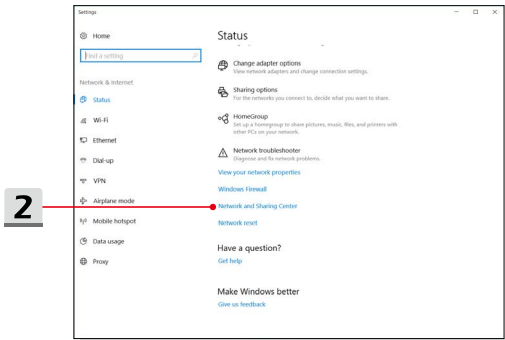 Settings
Home
Find a setting
Network & Internet
Status
Wi-Fi
Ethernet
Dial-up
VPN
Airplane mode
Mobile hotspot
Data usage
Proxy
2
Status
Change adapter options
View network adapters and change connection settings.
Sharing options
For the networks you connect to, decide what you want to share.
HomeGroup
Set up a homegroup to share pictures, music, files, and printers with
other PCs on your network.
Network troubleshooter
Diagnose and fix network problems.
View your network properties
Windows Firewall
Network and Sharing Center
Network reset
Have a question?
Get help
Make Windows better
Give us feedback